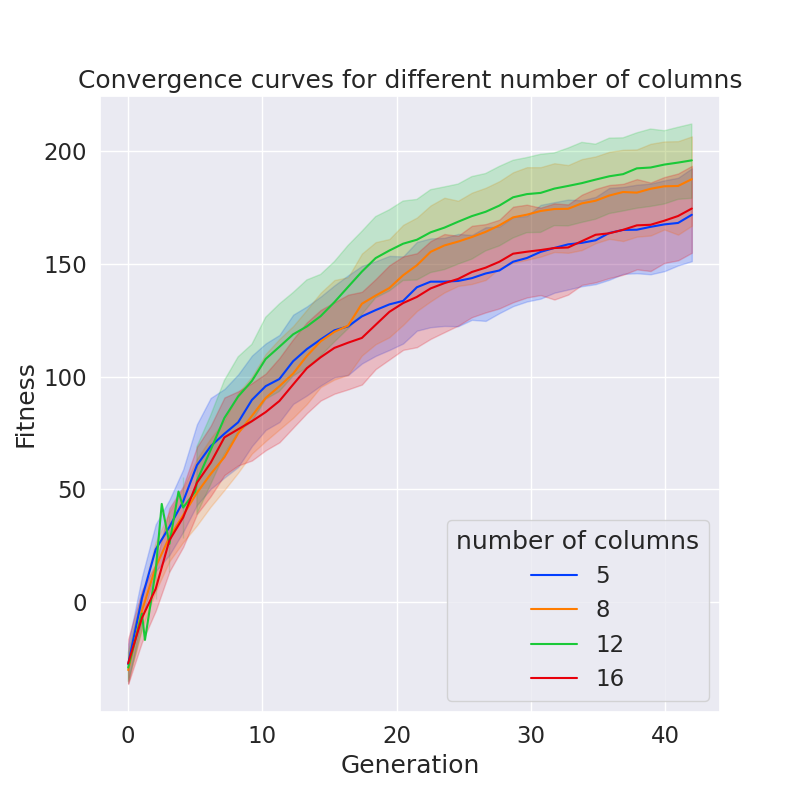 Convergence curves for different number of columns
200
150
100
50
0
Fitness
number of columns
5
8
12
16
0 10 20 30 40
Generation